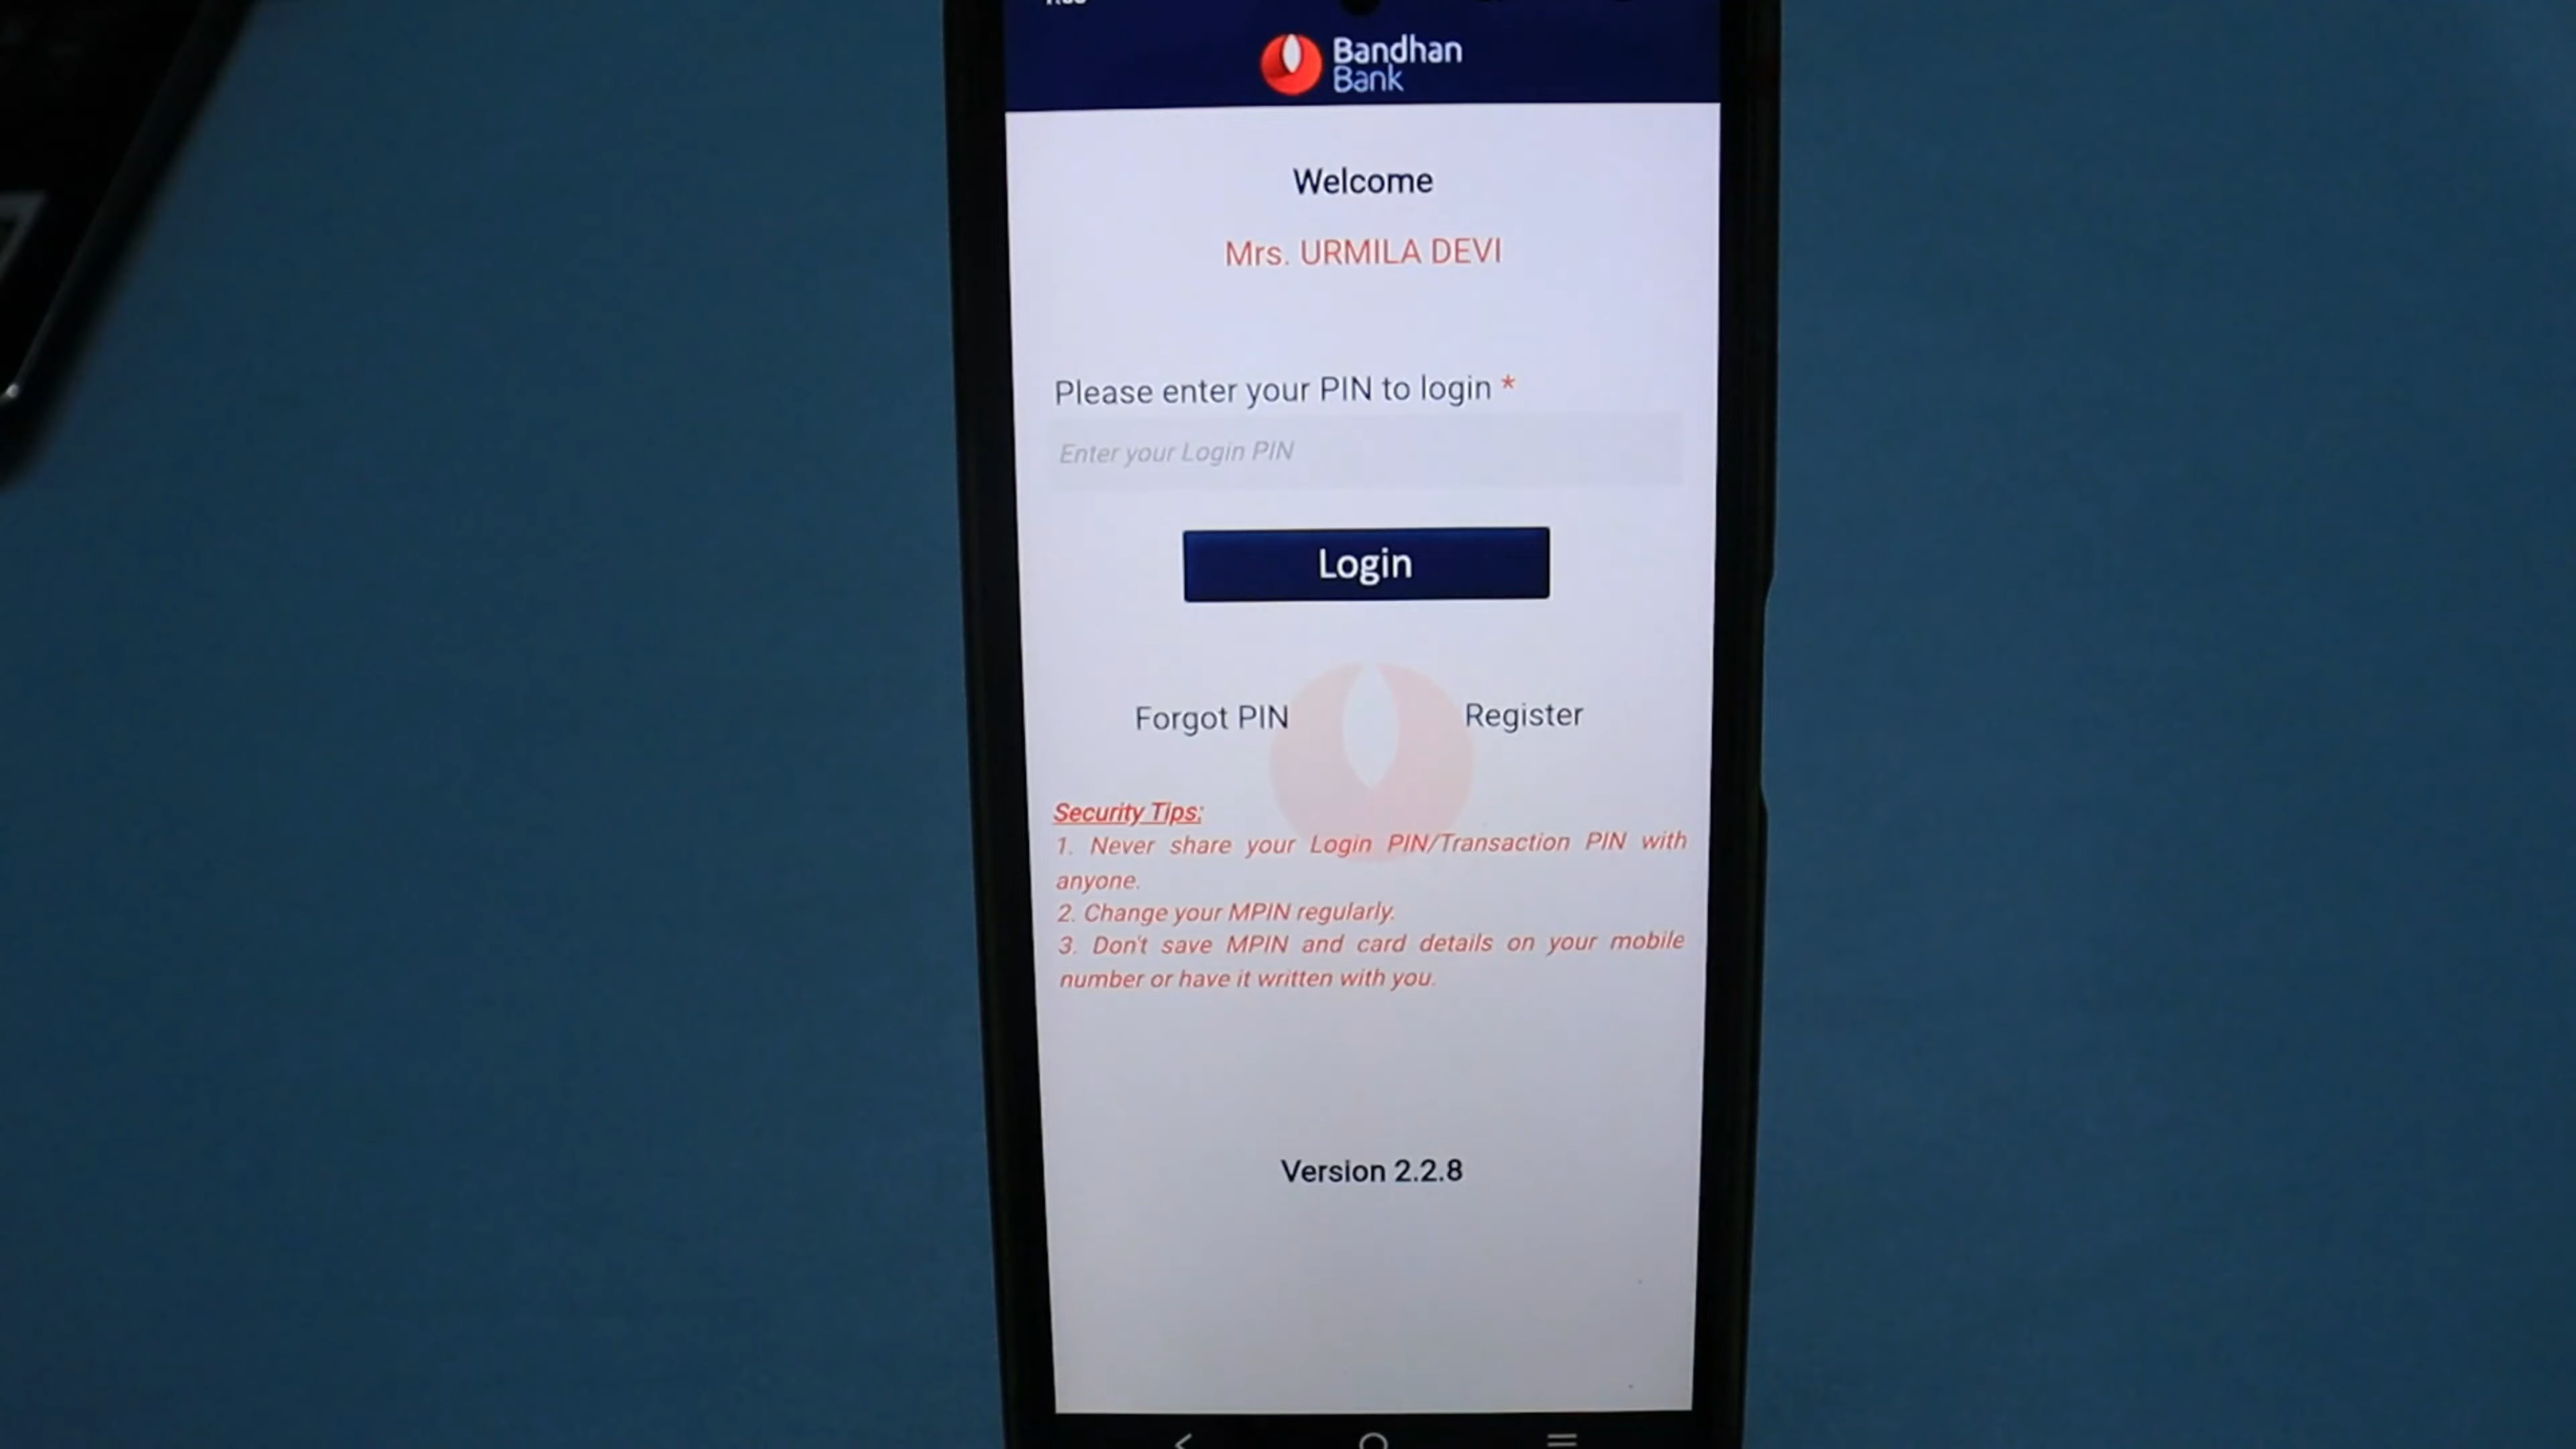 Bandhan
Bank
Welcome
Mrs. URMILA DEVI
Please enter your PIN to login *
Enter your Login PIN
Login
Forgot PIN Register
Security Tips:
1. Never share your Login PIN/Transaction PIN with
anyone.
2. Change your MPIN regularly.
3. Don't save MPIN and card details on your mobile
number or have it written with you.
Version 2.2.8